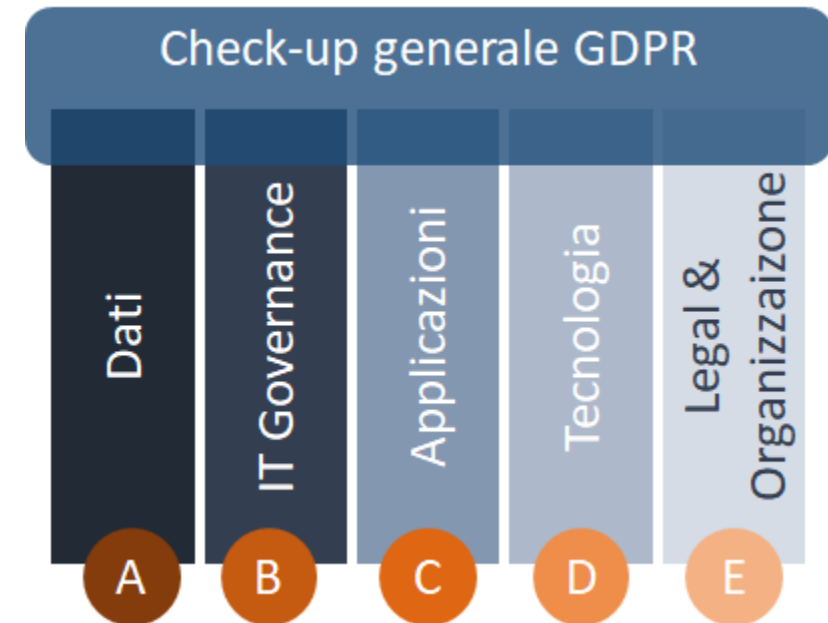 Check-up generale GDPR
Dati
IT Governance
Applicazioni
Tecnologia
Legal &
Organizzaizone
A
B
C
D
E